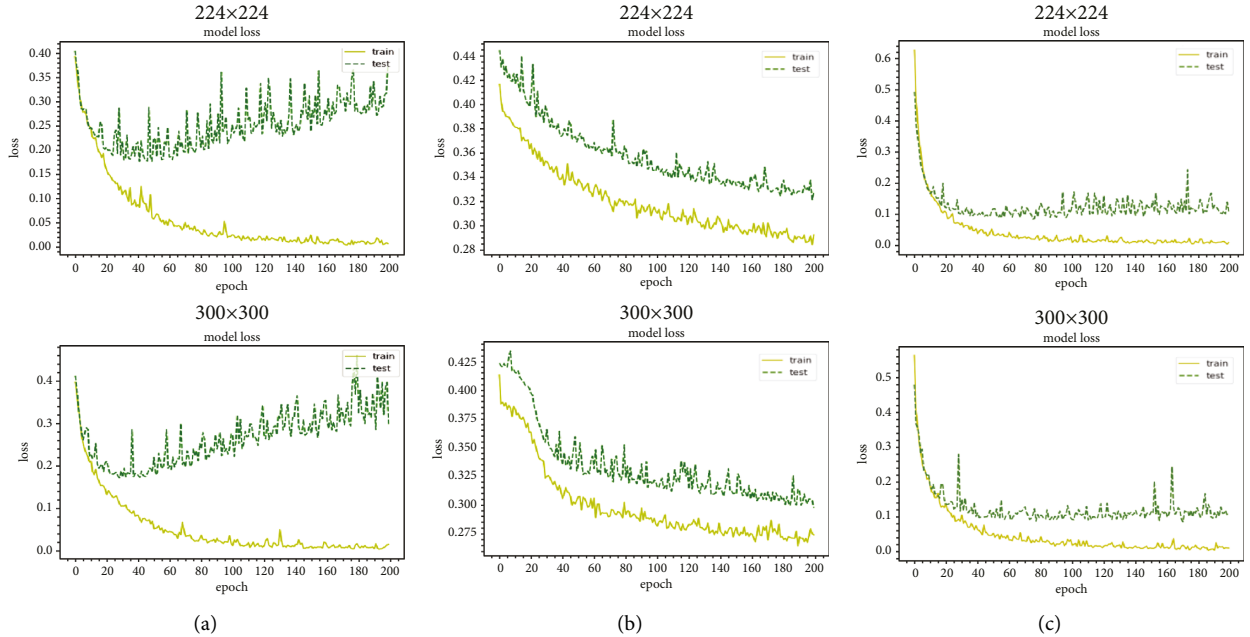 224×224
model loss
train
test
loss
0.40
0.35
0.30
0.25
0.20
0.15
0.10
0.05
0.00
0 20 40 60 80 100 120 140 160 180 200
epoch
224×224
model loss
train
test
loss
0.44
0.42
0.40
0.38
0.36
0.34
0.32
0.30
0.28
0 20 40 60 80 100 120 140 160 180 200
epoch
224×224
model loss
train
test
loss
0.6
0.5
0.4
0.3
0.2
0.1
0.0
0 20 40 60 80 100 120 140 160 180 200
epoch
300×300
model loss
train
test
loss
0.4
0.3
0.2
0.1
0.0
0 20 40 60 80 100 120 140 160 180 200
epoch
300×300
model loss
train
test
loss
0.425
0.400
0.375
0.350
0.325
0.300
0.275
0 20 40 60 80 100 120 140 160 180 200
epoch
300×300
model loss
train
test
loss
0.5
0.4
0.3
0.2
0.1
0.0
0 20 40 60 80 100 120 140 160 180 200
epoch
(a)
(b)
(c)